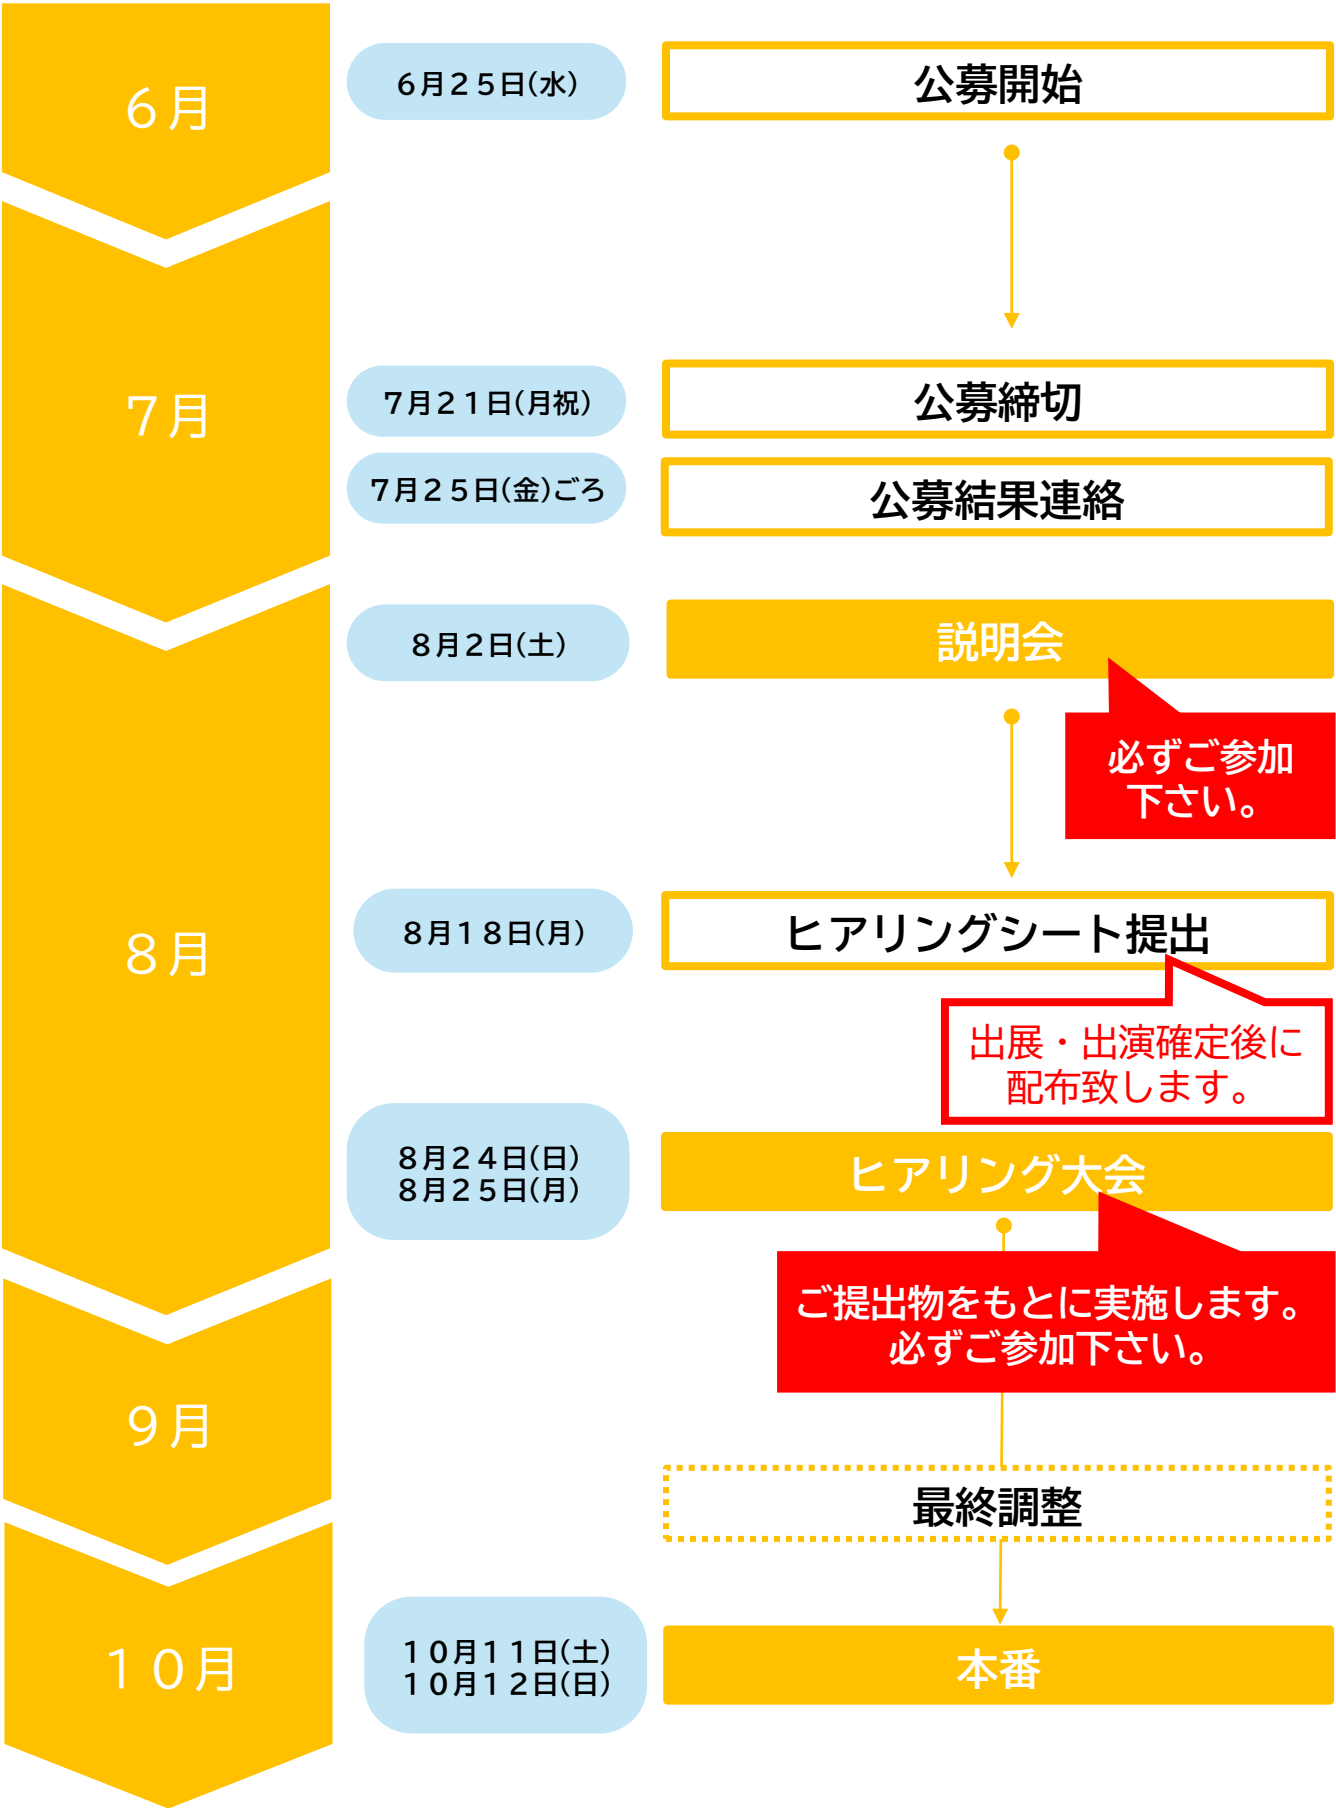 ６月
６月２５日(水)
公募開始
７月
７月２１日(月祝)
公募締切
７月２５日(金)ごろ
公募結果連絡
８月
８月２日(土)
説明会
必ずご参加
下さい。
８月１８日(月)
ヒアリングシート提出
出展・出演確定後に
配布致します。
８月２４日(日)
８月２５日(月)
ヒアリング大会
ご提出物をもとに実施します。
必ずご参加下さい。
９月
最終調整
１０月
１０月１１日(土)
１０月１２日(日)
本番